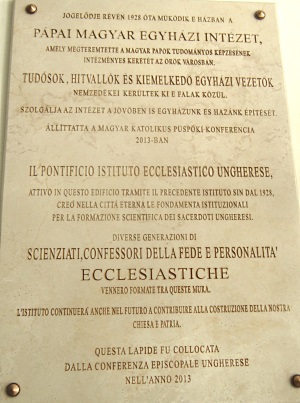 JOGELŐDJE RÉVÉN 1928 ÓTA MŰKÖDIK E HÁZBAN A
PÁPAI MAGYAR EGYHÁZI INTÉZET,
AMELY MEGTEREMTETTE A MAGYAR PAPOK TUDOMÁNYOS KÉPZÉSÉNEK
INTÉZMÉNYES KERETÉT AZ ÖRÖK VÁROSBAN.
TUDÓSOK, HITVALLÓK ÉS KIEMELKEDŐ EGYHÁZI VEZETŐK
NEMZEDÉKEI KERÜLTEK KI E FALAK KÖZÜL.
SZOLGÁLJA AZ INTÉZET A JÖVŐBEN IS EGYHÁZUNK ÉS HAZÁNK ÉPÍTÉSÉT.
ÁLLÍTTATTA A MAGYAR KATOLIKUS PÜSPÖKI KONFERENCIA
2013-BAN
IL PONTIFICIO ISTITUTO ECCLESIASTICO UNGHERESE,
ATTIVO IN QUESTO EDIFICIO TRAMITE IL PRECEDENTE ISTITUTO SIN DAL 1928,
CREÒ NELLA CITTÀ ETERNA LE FONDAMENTA ISTITUZIONALI
PER LA FORMAZIONE SCIENTIFICA DEI SACERDOTI UNGHERESI.
DIVERSE GENERAZIONI DI
SCIENZIATI, CONFESSORI DELLA FEDE E PERSONALITA'
ECCLESIASTICHE
VENNERO FORMATE TRA QUESTE MURA.
L'ISTITUTO CONTINUERÀ ANCHE NEL FUTURO A CONTRIBUIRE ALLA COSTRUZIONE DELLA NOSTRA
CHIESA E PATRIA.
QUESTA LAPIDE FU COLLOCATA
DALLA CONFERENZA EPISCOPALE UNGHERESE
NELL'ANNO 2013